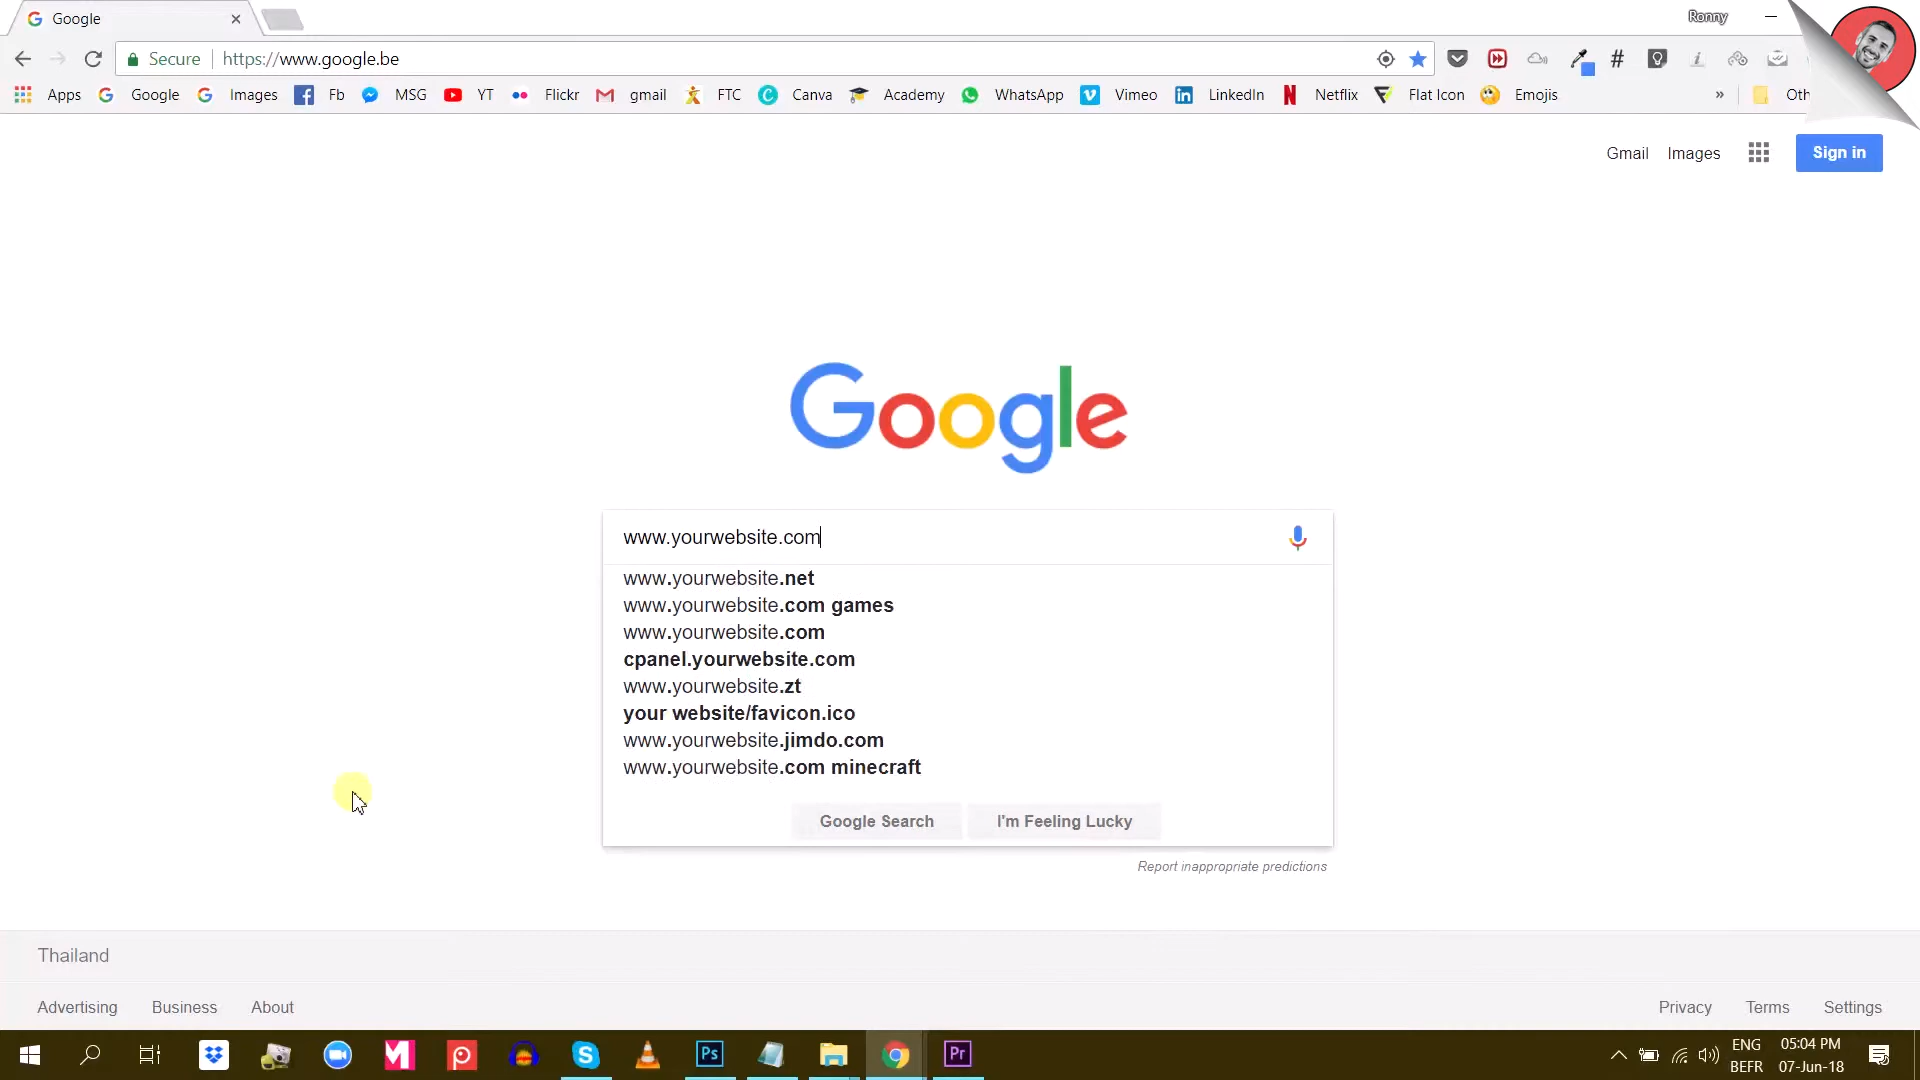 Google
Ronny
Secure https://www.google.be
Apps Google Images Fb MSG YT Flickr gmail FTC Canva Academy WhatsApp Vimeo LinkedIn Netflix Flat Icon Emojis » Oth
Gmail Images Sign in
Google
www.yourwebsite.com
www.yourwebsite.net
www.yourwebsite.com games
www.yourwebsite.com
cpanel.yourwebsite.com
www.yourwebsite.zt
your website/favicon.ico
www.yourwebsite.jimdo.com
www.yourwebsite.com minecraft
Google Search I'm Feeling Lucky
Report inappropriate predictions
Thailand
Advertising Business About Privacy Terms Settings
Ps Pr
ENG 05:04 PM
BEFR 07-Jun-18